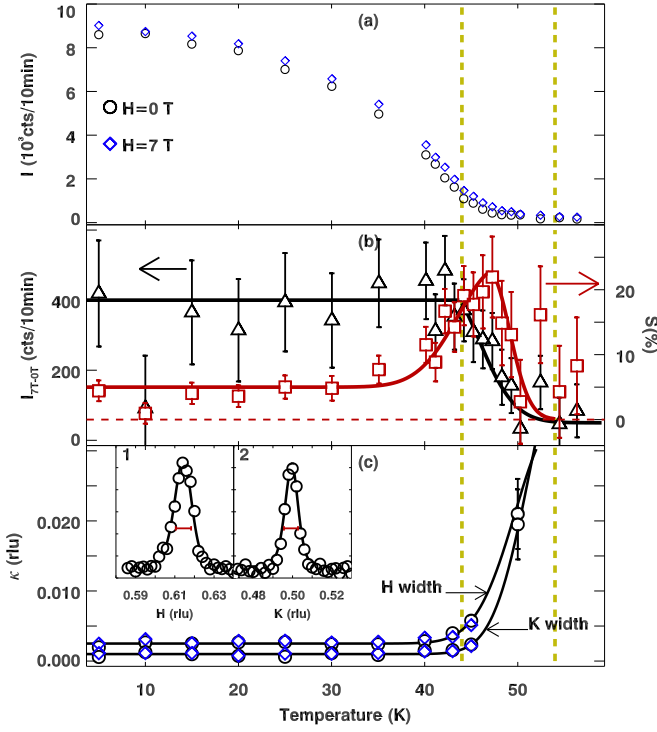 (a)
10
8
6
4
2
0
I (10³cts/10min)
H=0 T
H=7 T
(b)
400
200
0
I7T-0T (cts/10min)
20
10
0
S(%)
(c)
0.020
0.010
0.000
κ (rlu)
1
2
0.59 0.61 0.63
H (rlu)
0.48 0.50 0.52
K (rlu)
H width
K width
10 20 30 40 50
Temperature (K)